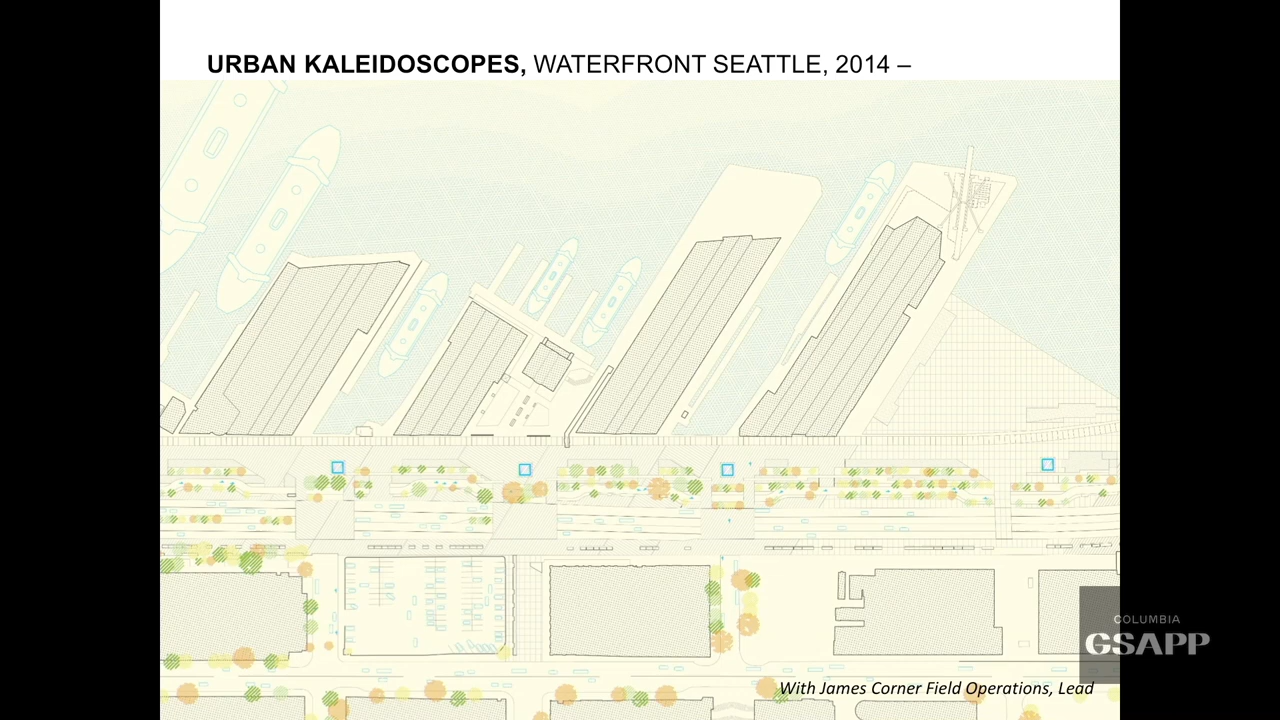 URBAN KALEIDOSCOPES, WATERFRONT SEATTLE, 2014 –
COLUMBIA
GSAPP
With James Corner Field Operations, Lead